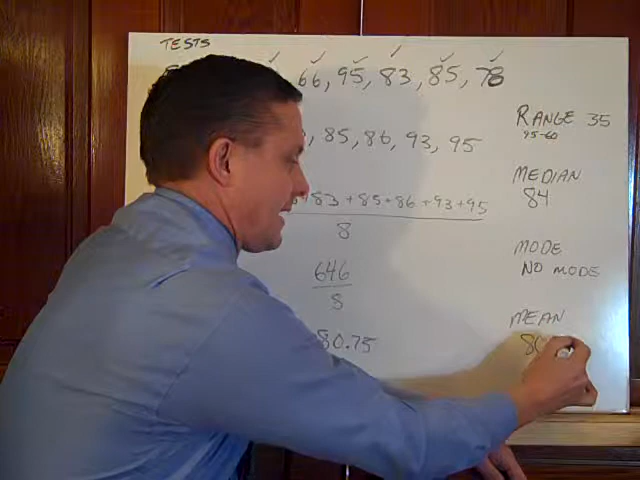 TESTS
66, 95, 83, 85, 78
RANGE 35
95-60
, 85, 86, 93, 95
MEDIAN
84
+83+85+86+93+95
8
MODE
NO MODE
646
8
MEAN
80.75